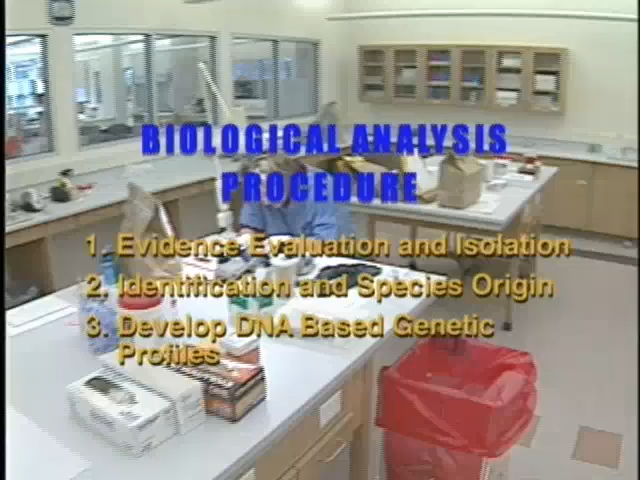 BIOLOGICAL ANALYSIS
PROCEDURE
1. Evidence Evaluation and Isolation
2. Identification and Species Origin
3. Develop DNA Based Genetic
Profiles